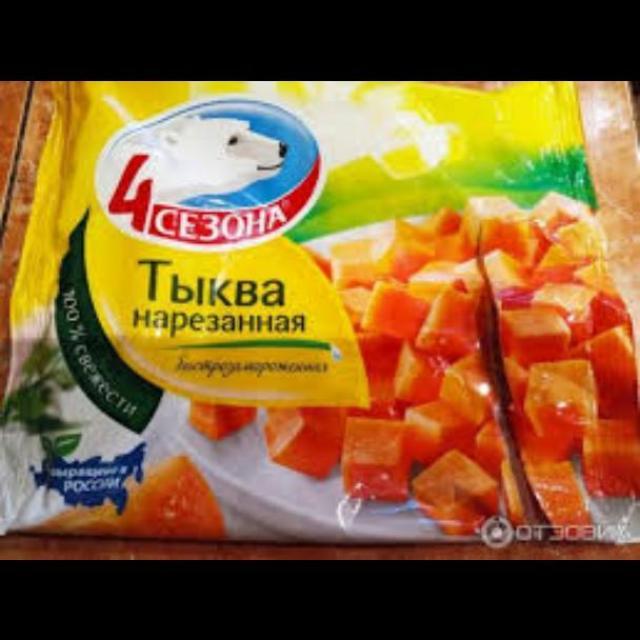 4 СЕЗОНА®
Тыква
нарезанная
быстрозамороженная
100 % свежести
выращено в
РОССИИ
ОТЗОВИК